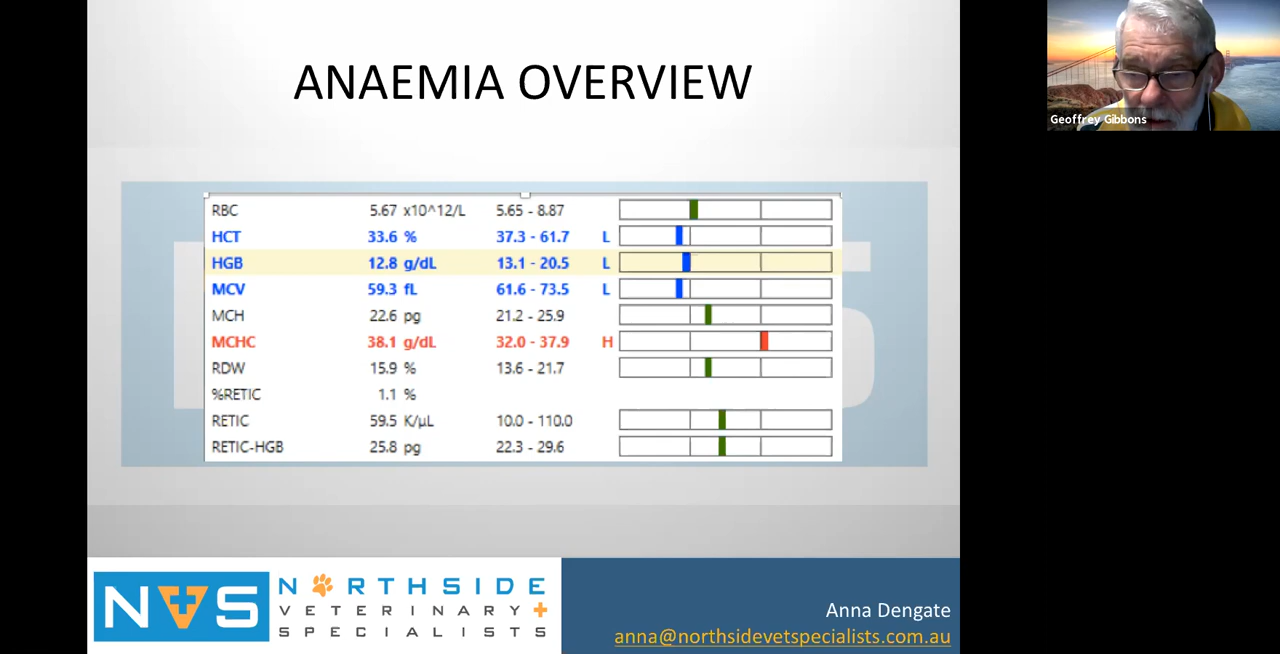 ANAEMIA OVERVIEW
Geoffrey Gibbons
RBC 5.67 x10^12/L 5.65 - 8.87
HCT 33.6 % 37.3 - 61.7 L
HGB 12.8 g/dL 13.1 - 20.5 L
MCV 59.3 fL 61.6 - 73.5 L
MCH 22.6 pg 21.2 - 25.9
MCHC 38.1 g/dL 32.0 - 37.9 H
RDW 15.9 % 13.6 - 21.7
%RETIC 1.1 %
RETIC 59.5 K/µL 10.0 - 110.0
RETIC-HGB 25.8 pg 22.3 - 29.6
NVS
NORTHSIDE
VETERINARY
SPECIALISTS
Anna Dengate
anna@northsidevetspecialists.com.au